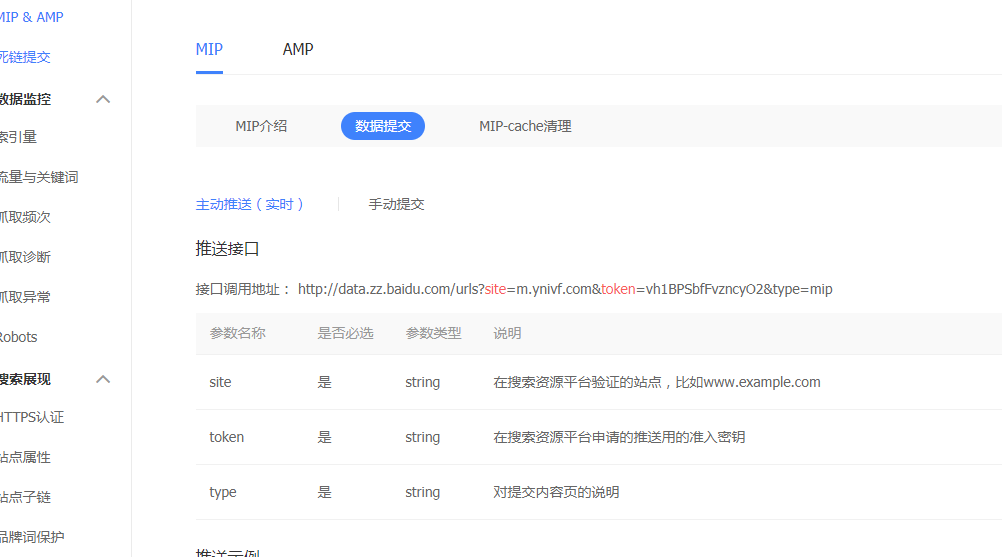 MIP & AMP
死链提交
数据监控
索引量
流量与关键词
抓取频次
抓取诊断
抓取异常
Robots
搜索展现
HTTPS认证
站点属性
站点子链
品牌词保护
MIP AMP
MIP介绍 数据提交 MIP-cache清理
主动推送（实时） 手动提交
推送接口
接口调用地址： http://data.zz.baidu.com/urls?site=m.ynivf.com&token=vh1BPSbfFvzncyO2&type=mip
参数名称 是否必选 参数类型 说明
site 是 string 在搜索资源平台验证的站点，比如www.example.com
token 是 string 在搜索资源平台申请的推送用的准入密钥
type 是 string 对提交内容页的说明
推送示例